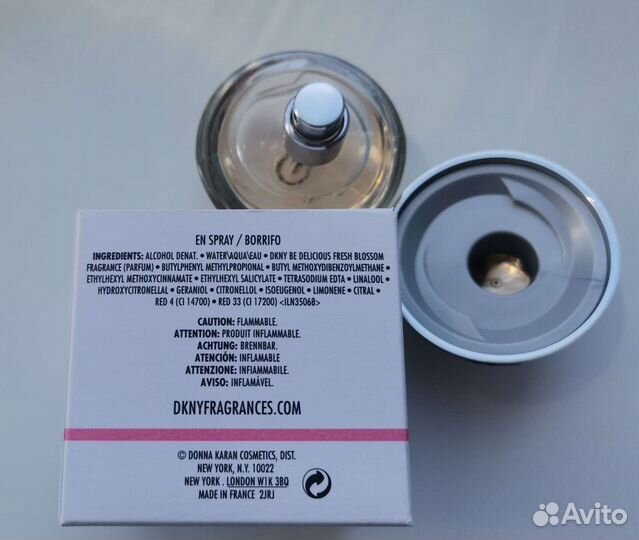 EN SPRAY / BORRIFO
INGREDIENTS: ALCOHOL DENAT. • WATER\AQUA\EAU • DKNY BE DELICIOUS FRESH BLOSSOM
FRAGRANCE (PARFUM) • BUTYLPHENYL METHYLPROPIONAL • BUTYL METHOXYDIBENZOYLMETHANE •
ETHYLHEXYL METHOXYCINNAMATE • ETHYLHEXYL SALICYLATE • TETRASODIUM EDTA • LINALOOL •
HYDROXYCITRONELLAL • GERANIOL • CITRONELLOL • ISOEUGENOL • LIMONENE • CITRAL •
RED 4 (CI 14700) • RED 33 (CI 17200) <ILN35068>
CAUTION: FLAMMABLE.
ATTENTION: PRODUIT INFLAMMABLE.
ACHTUNG: BRENNBAR.
ATENCIÓN: INFLAMABLE
ATTENZIONE: INFIAMMABILE.
AVISO: INFLAMÁVEL.
DKNYFRAGRANCES.COM
© DONNA KARAN COSMETICS, DIST.
NEW YORK, N.Y. 10022
NEW YORK. LONDON W1K 3BQ
MADE IN FRANCE 2JRJ
Avito